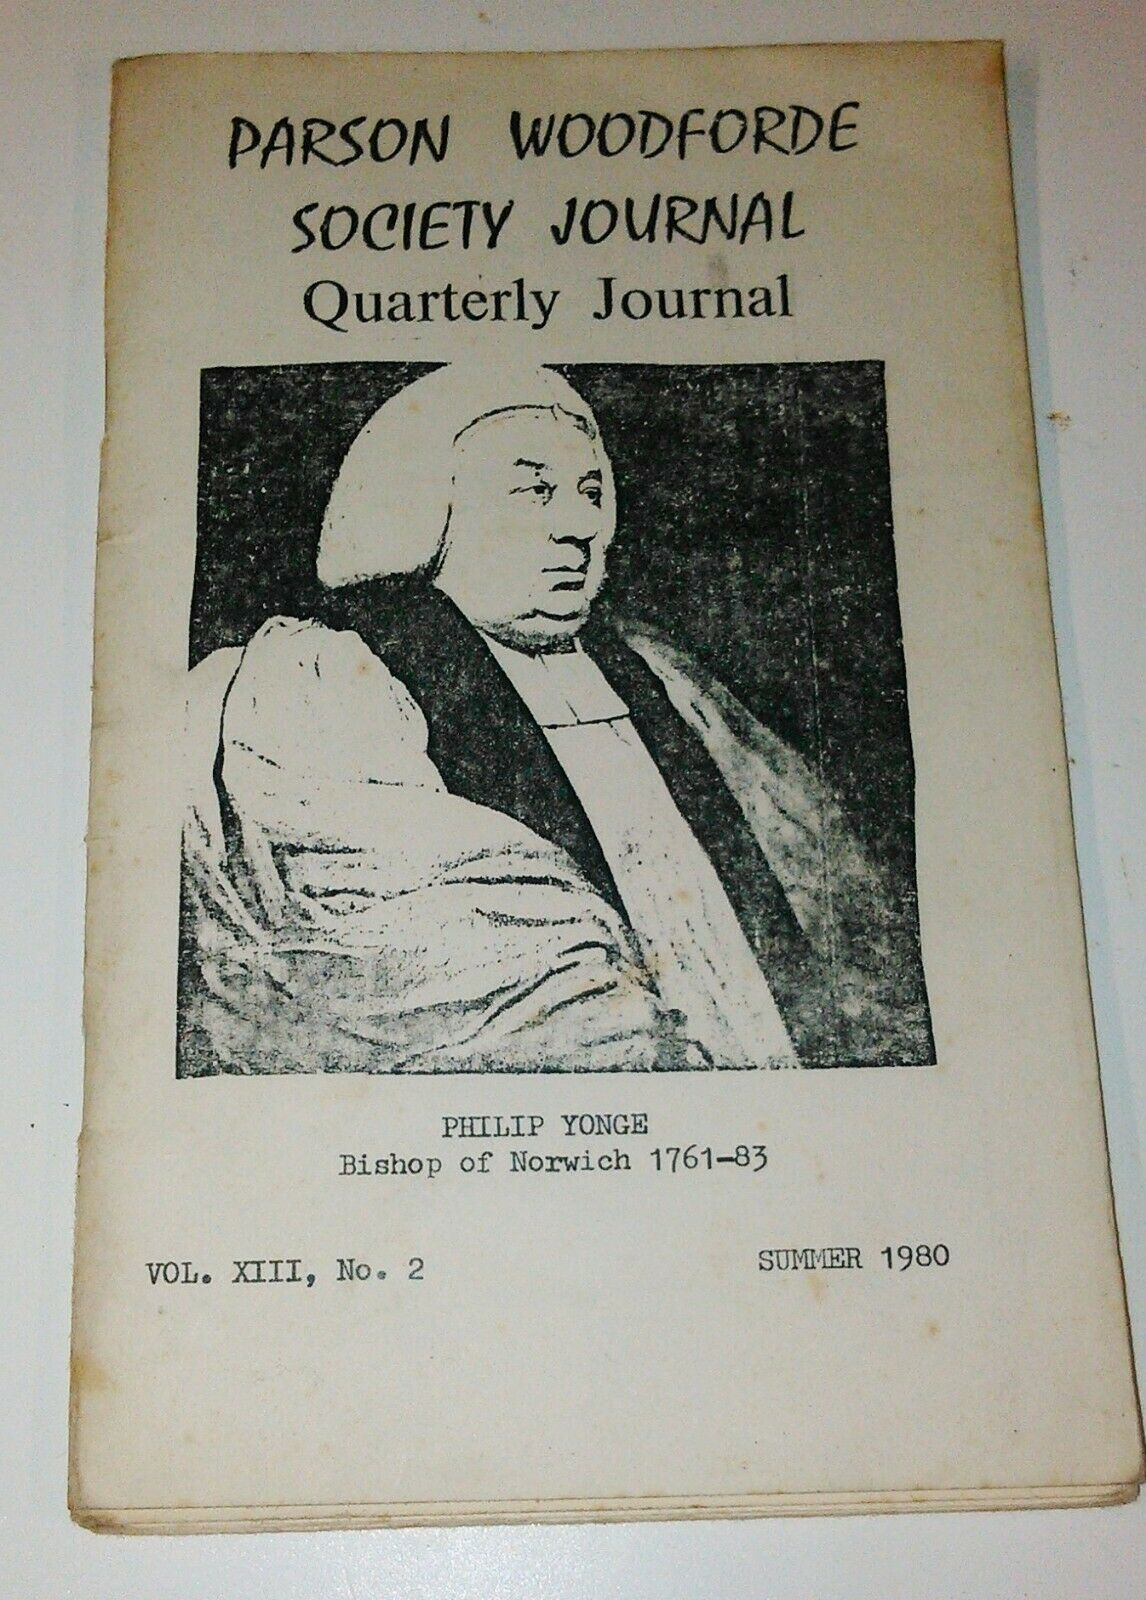 PARSON WOODFORDE
SOCIETY JOURNAL
Quarterly Journal
PHILIP YONGE
Bishop of Norwich 1761-83
VOL. XIII, No. 2
SUMMER 1980